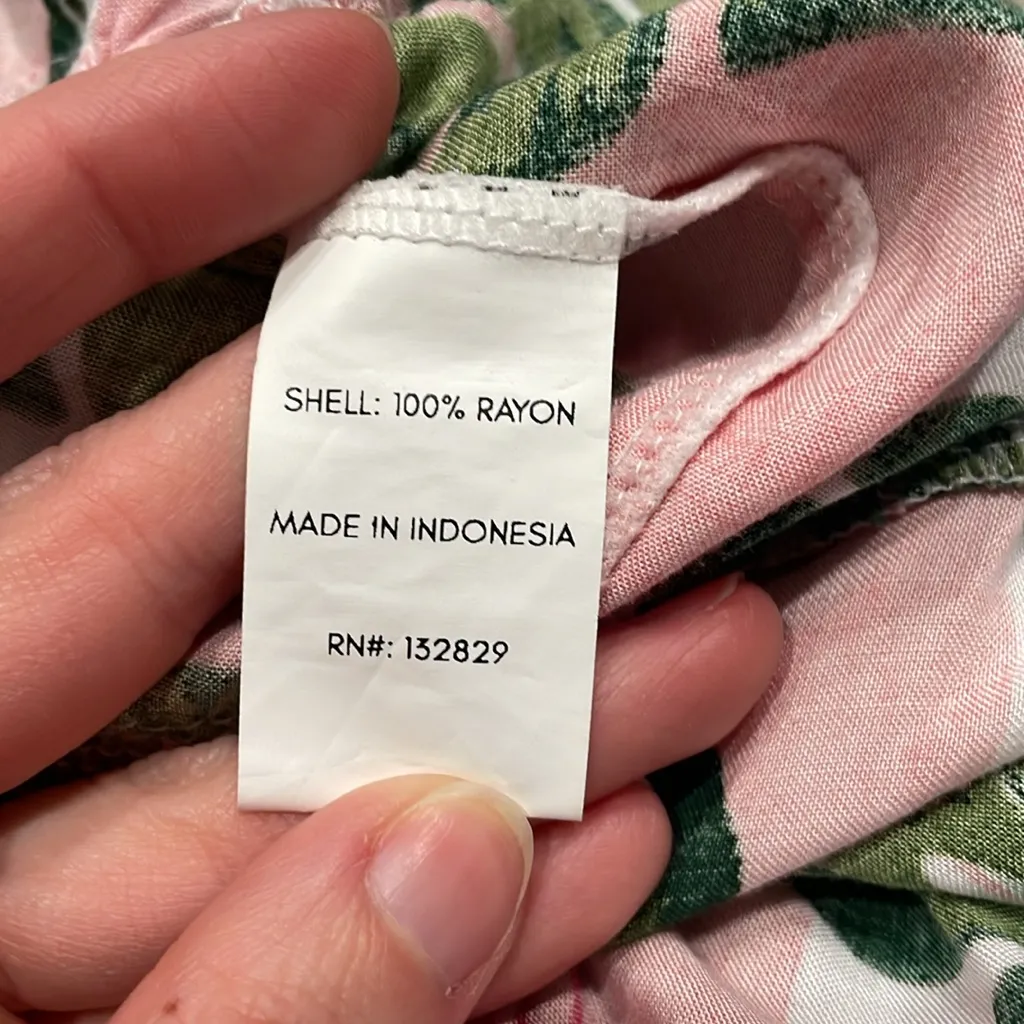 SHELL: 100% RAYON
MADE IN INDONESIA
RN#: 132829